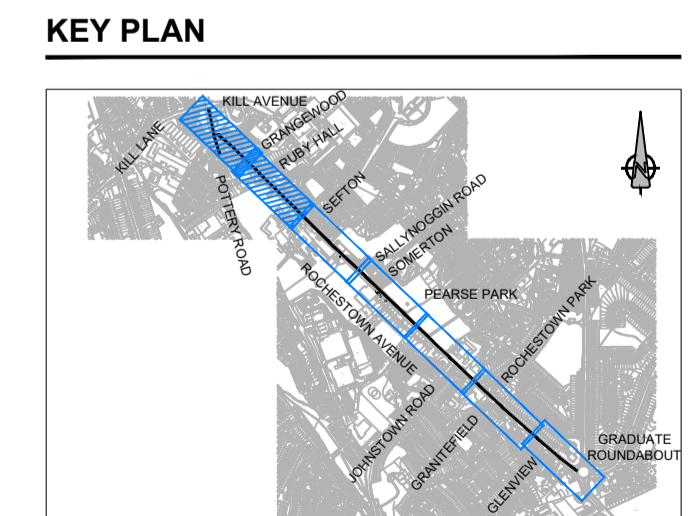 KEY PLAN
KILL AVENUE
GRANGEWOOD
RUBY HALL
KILL LANE
N
POTTERY ROAD
SEFTON
SALLYNOGGIN ROAD
SOMERTON
ROCHESTOWN AVENUE
PEARSE PARK
ROCHESTOWN PARK
JOHNSTOWN ROAD
GRANITEFIELD
GLENVIEW
GRADUATE
ROUNDABOUT